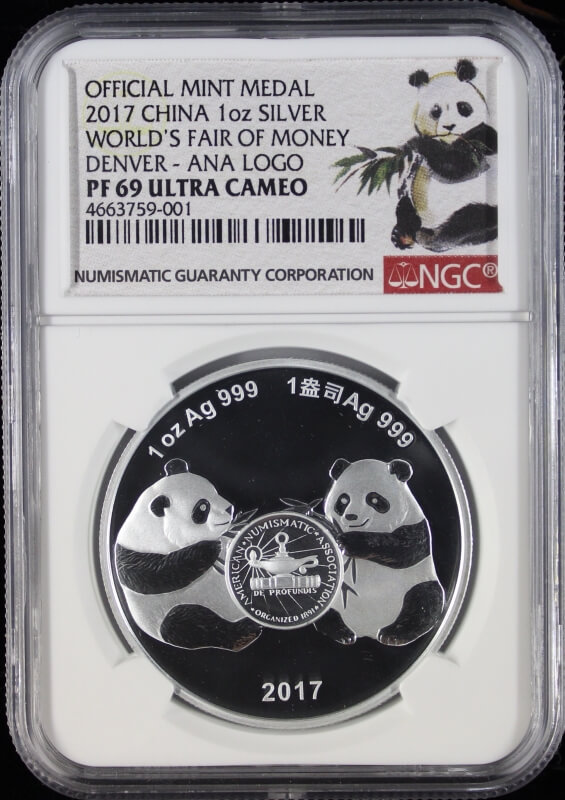 OFFICIAL MINT MEDAL
2017 CHINA 1oz SILVER
WORLD'S FAIR OF MONEY
DENVER - ANA LOGO
PF 69 ULTRA CAMEO
4663759-001
NUMISMATIC GUARANTY CORPORATION
NGC®
1 oz Ag 999
1盎司Ag 999
AMERICAN • NUMISMATIC • ASSOCIATION
DE PROFUNDIS
• ORGANIZED 1891 •
2017